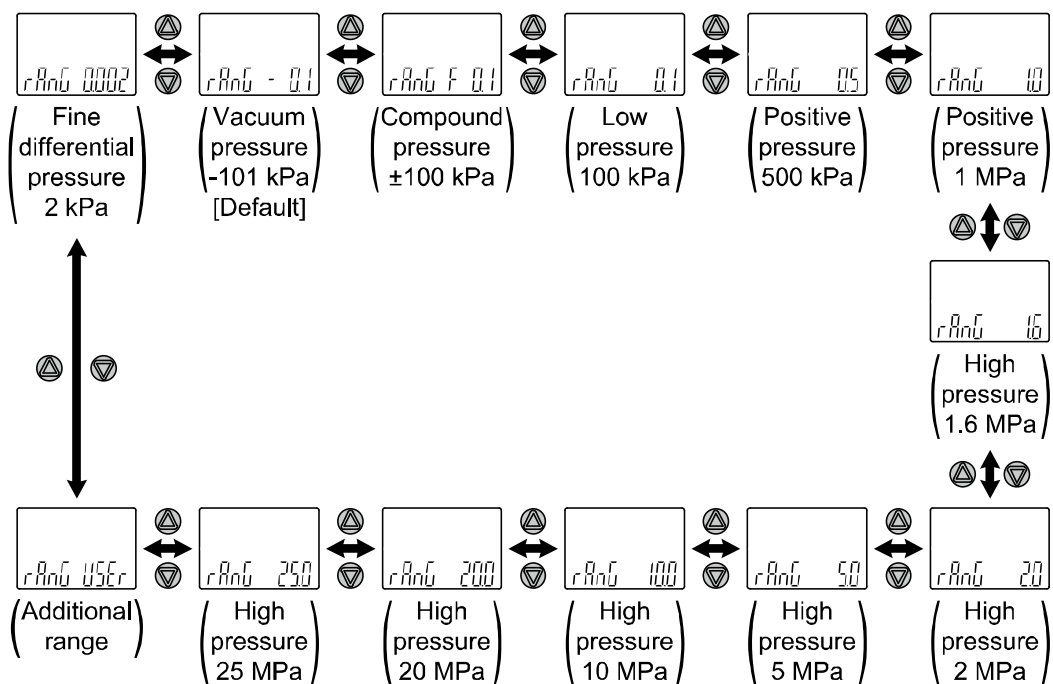 rAnG 0.002
(Fine
differential
pressure
2 kPa)
rAnG - 0.1
(Vacuum
pressure
-101 kPa)
[Default]
rAnG F 0.1
(Compound
pressure
±100 kPa)
rAnG 0.1
(Low
pressure
100 kPa)
rAnG 0.5
(Positive
pressure
500 kPa)
rAnG 1.0
(Positive
pressure
1 MPa)
rAnG 1.6
(High
pressure
1.6 MPa)
rAnG USEr
(Additional
range)
rAnG 25.0
(High
pressure
25 MPa)
rAnG 20.0
(High
pressure
20 MPa)
rAnG 10.0
(High
pressure
10 MPa)
rAnG 5.0
(High
pressure
5 MPa)
rAnG 2.0
(High
pressure
2 MPa)